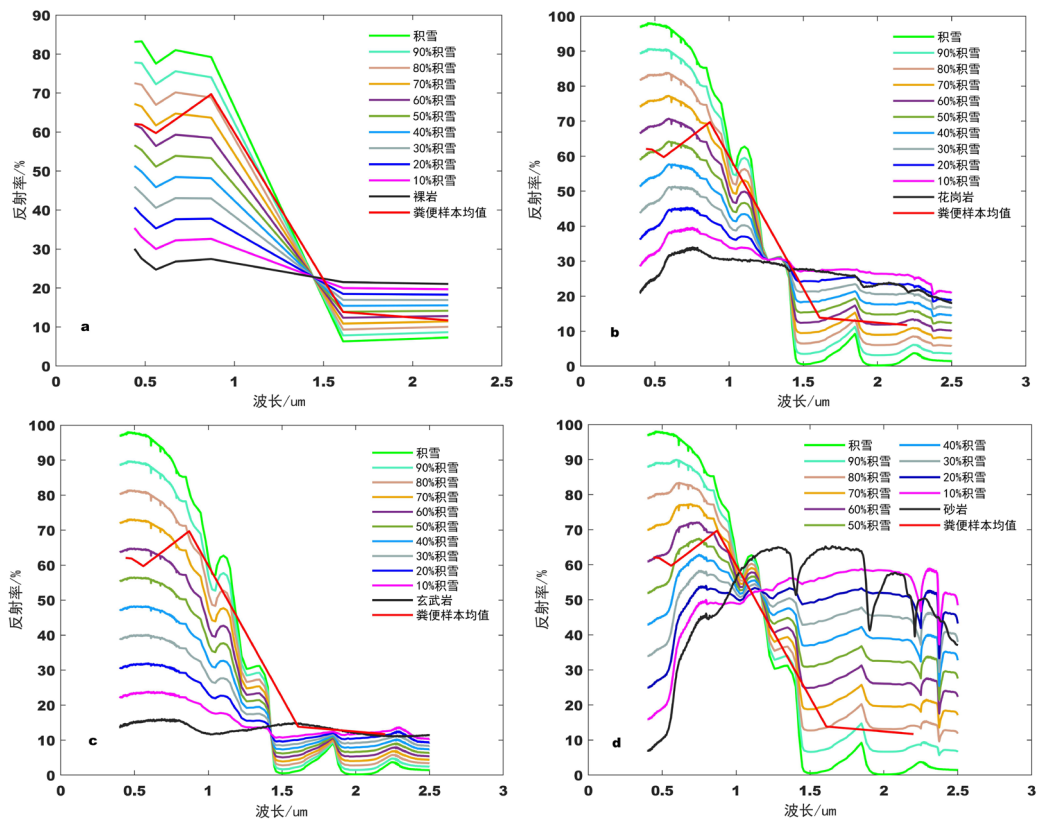 90
80
70
60
50
40
30
20
10
0
反射率/%
积雪
90%积雪
80%积雪
70%积雪
60%积雪
50%积雪
40%积雪
30%积雪
20%积雪
10%积雪
裸岩
粪便样本均值
a
0 0.5 1 1.5 2 2.5
波长/um
100
90
80
70
60
50
40
30
20
10
0
反射率/%
积雪
90%积雪
80%积雪
70%积雪
60%积雪
50%积雪
40%积雪
30%积雪
20%积雪
10%积雪
花岗岩
粪便样本均值
b
0 0.5 1 1.5 2 2.5 3
波长/um
100
90
80
70
60
50
40
30
20
10
0
反射率/%
积雪
90%积雪
80%积雪
70%积雪
60%积雪
50%积雪
40%积雪
30%积雪
20%积雪
10%积雪
玄武岩
粪便样本均值
c
0 0.5 1 1.5 2 2.5 3
波长/um
100
90
80
70
60
50
40
30
20
10
0
反射率/%
积雪
90%积雪
80%积雪
70%积雪
60%积雪
50%积雪
40%积雪
30%积雪
20%积雪
10%积雪
砂岩
粪便样本均值
d
0 0.5 1 1.5 2 2.5 3
波长/um